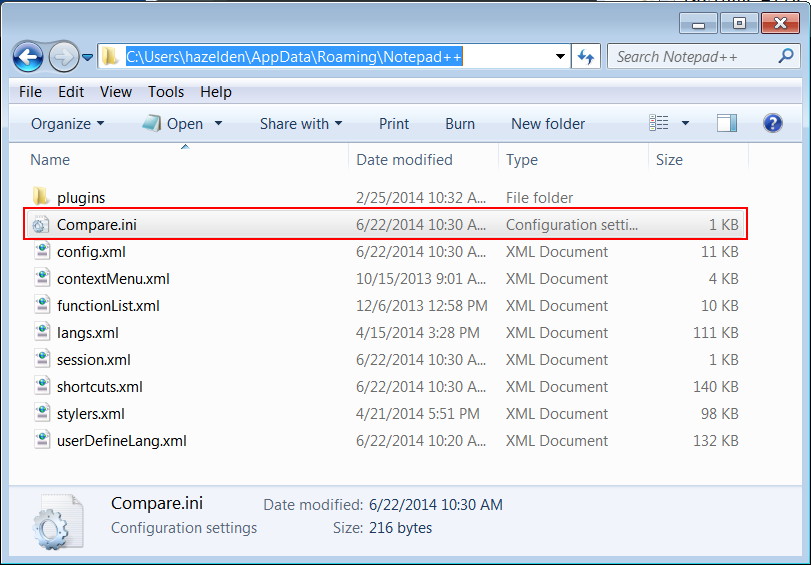 C:\Users\hazelden\AppData\Roaming\Notepad++ Search Notepad++
File Edit View Tools Help
Organize Open Share with Print Burn New folder
Name Date modified Type Size
plugins 2/25/2014 10:32 A... File folder
Compare.ini 6/22/2014 10:30 A... Configuration setti... 1 KB
config.xml 6/22/2014 10:30 A... XML Document 11 KB
contextMenu.xml 10/15/2013 9:01 A... XML Document 4 KB
functionList.xml 12/6/2013 12:58 PM XML Document 10 KB
langs.xml 4/15/2014 3:28 PM XML Document 111 KB
session.xml 6/22/2014 10:30 A... XML Document 1 KB
shortcuts.xml 6/22/2014 10:30 A... XML Document 140 KB
stylers.xml 4/21/2014 5:51 PM XML Document 98 KB
userDefineLang.xml 6/22/2014 10:20 A... XML Document 132 KB
Compare.ini Date modified: 6/22/2014 10:30 AM
Configuration settings Size: 216 bytes